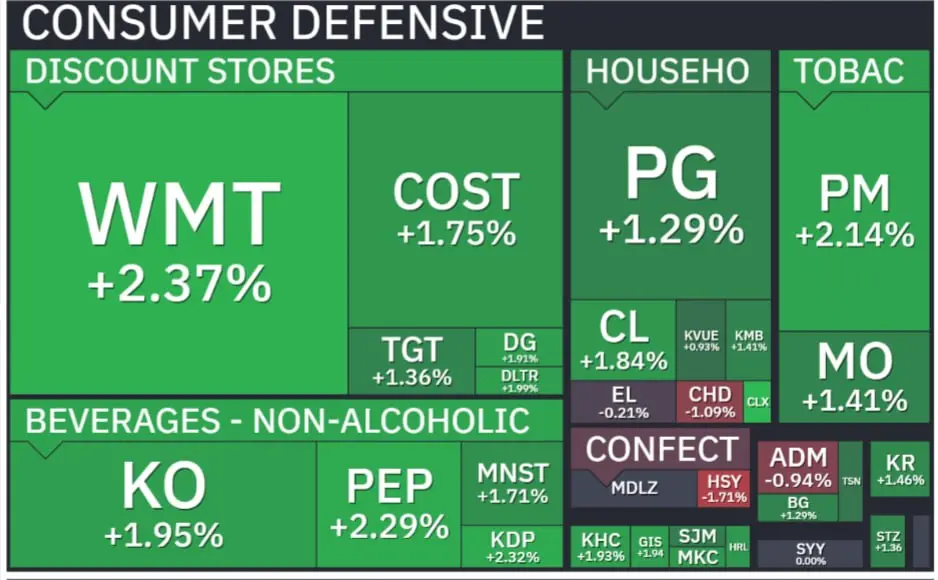 CONSUMER DEFENSIVE
DISCOUNT STORES
WMT
+2.37%
COST
+1.75%
TGT
+1.36%
DG
+1.91%
DLTR
+1.99%
HOUSEHO
PG
+1.29%
CL
+1.84%
KVUE
+0.93%
KMB
+1.41%
EL
-0.21%
CHD
-1.09%
CLX
TOBAC
PM
+2.14%
MO
+1.41%
BEVERAGES - NON-ALCOHOLIC
KO
+1.95%
PEP
+2.29%
MNST
+1.71%
KDP
+2.32%
CONFECT
MDLZ
HSY
-1.71%
ADM
-0.94%
TSN
BG
+1.29%
KR
+1.46%
KHC
+1.93%
GIS
+1.94
SJM
MKC
HRL
SYY
0.00%
STZ
+1.36